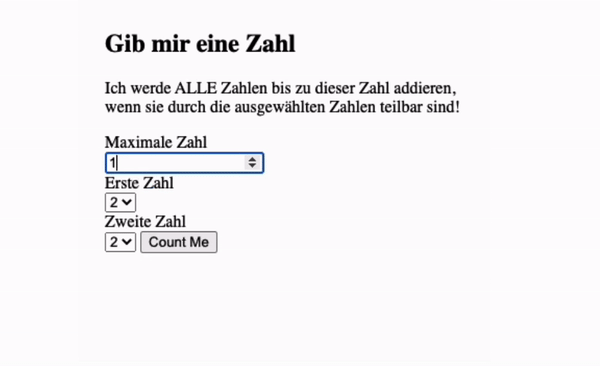 Gib mir eine Zahl
Ich werde ALLE Zahlen bis zu dieser Zahl addieren,
wenn sie durch die ausgewählten Zahlen teilbar sind!
Maximale Zahl
1
Erste Zahl
2
Zweite Zahl
2 Count Me